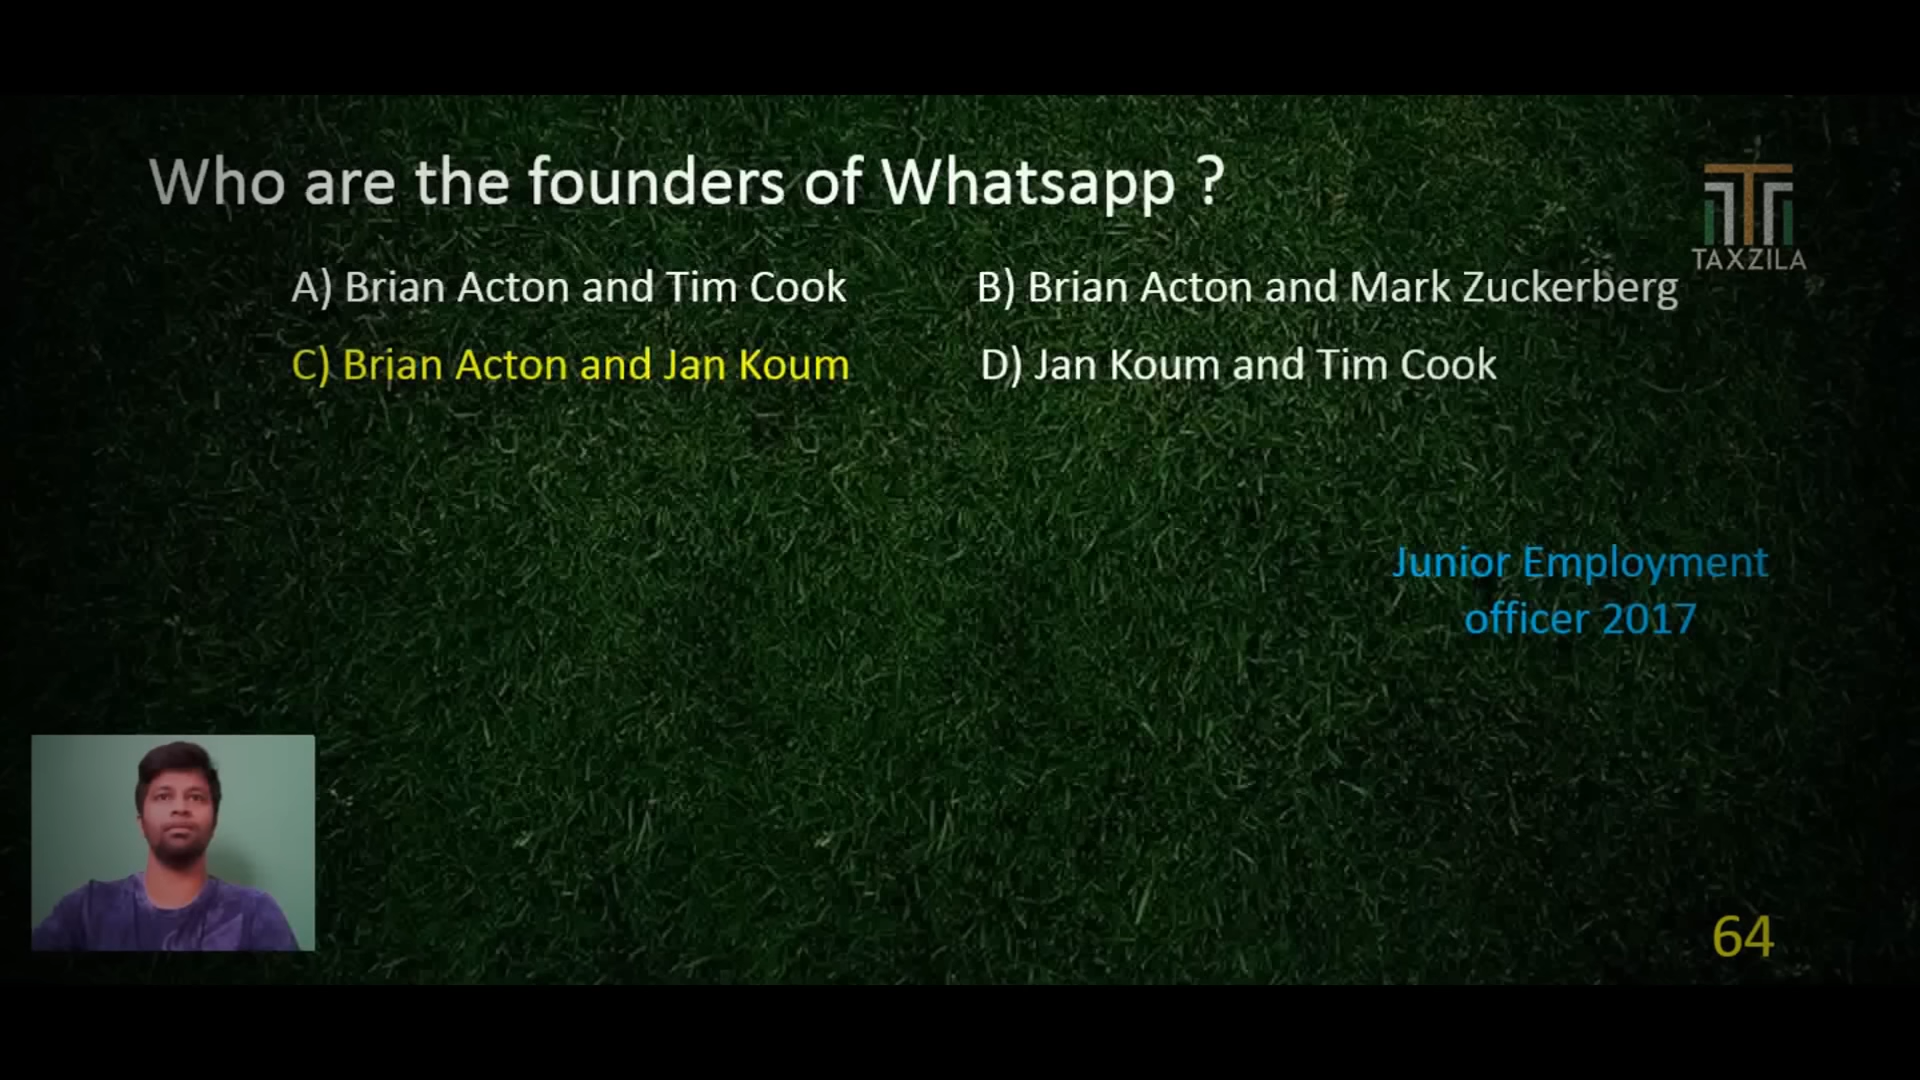 Who are the founders of Whatsapp ?
TAXZILA
A) Brian Acton and Tim Cook
B) Brian Acton and Mark Zuckerberg
C) Brian Acton and Jan Koum
D) Jan Koum and Tim Cook
Junior Employment
officer 2017
64